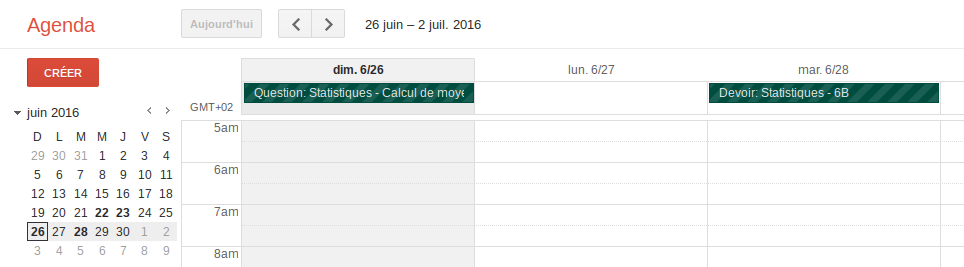 Agenda
Aujourd'hui
26 juin – 2 juil. 2016
CRÉER
juin 2016
D L M M J V S
29 30 31 1 2 3 4
5 6 7 8 9 10 11
12 13 14 15 16 17 18
19 20 21 22 23 24 25
26 27 28 29 30 1 2
3 4 5 6 7 8 9
dim. 6/26 lun. 6/27 mar. 6/28
GMT+02
Question: Statistiques - Calcul de moye
Devoir: Statistiques - 6B
5am
6am
7am
8am